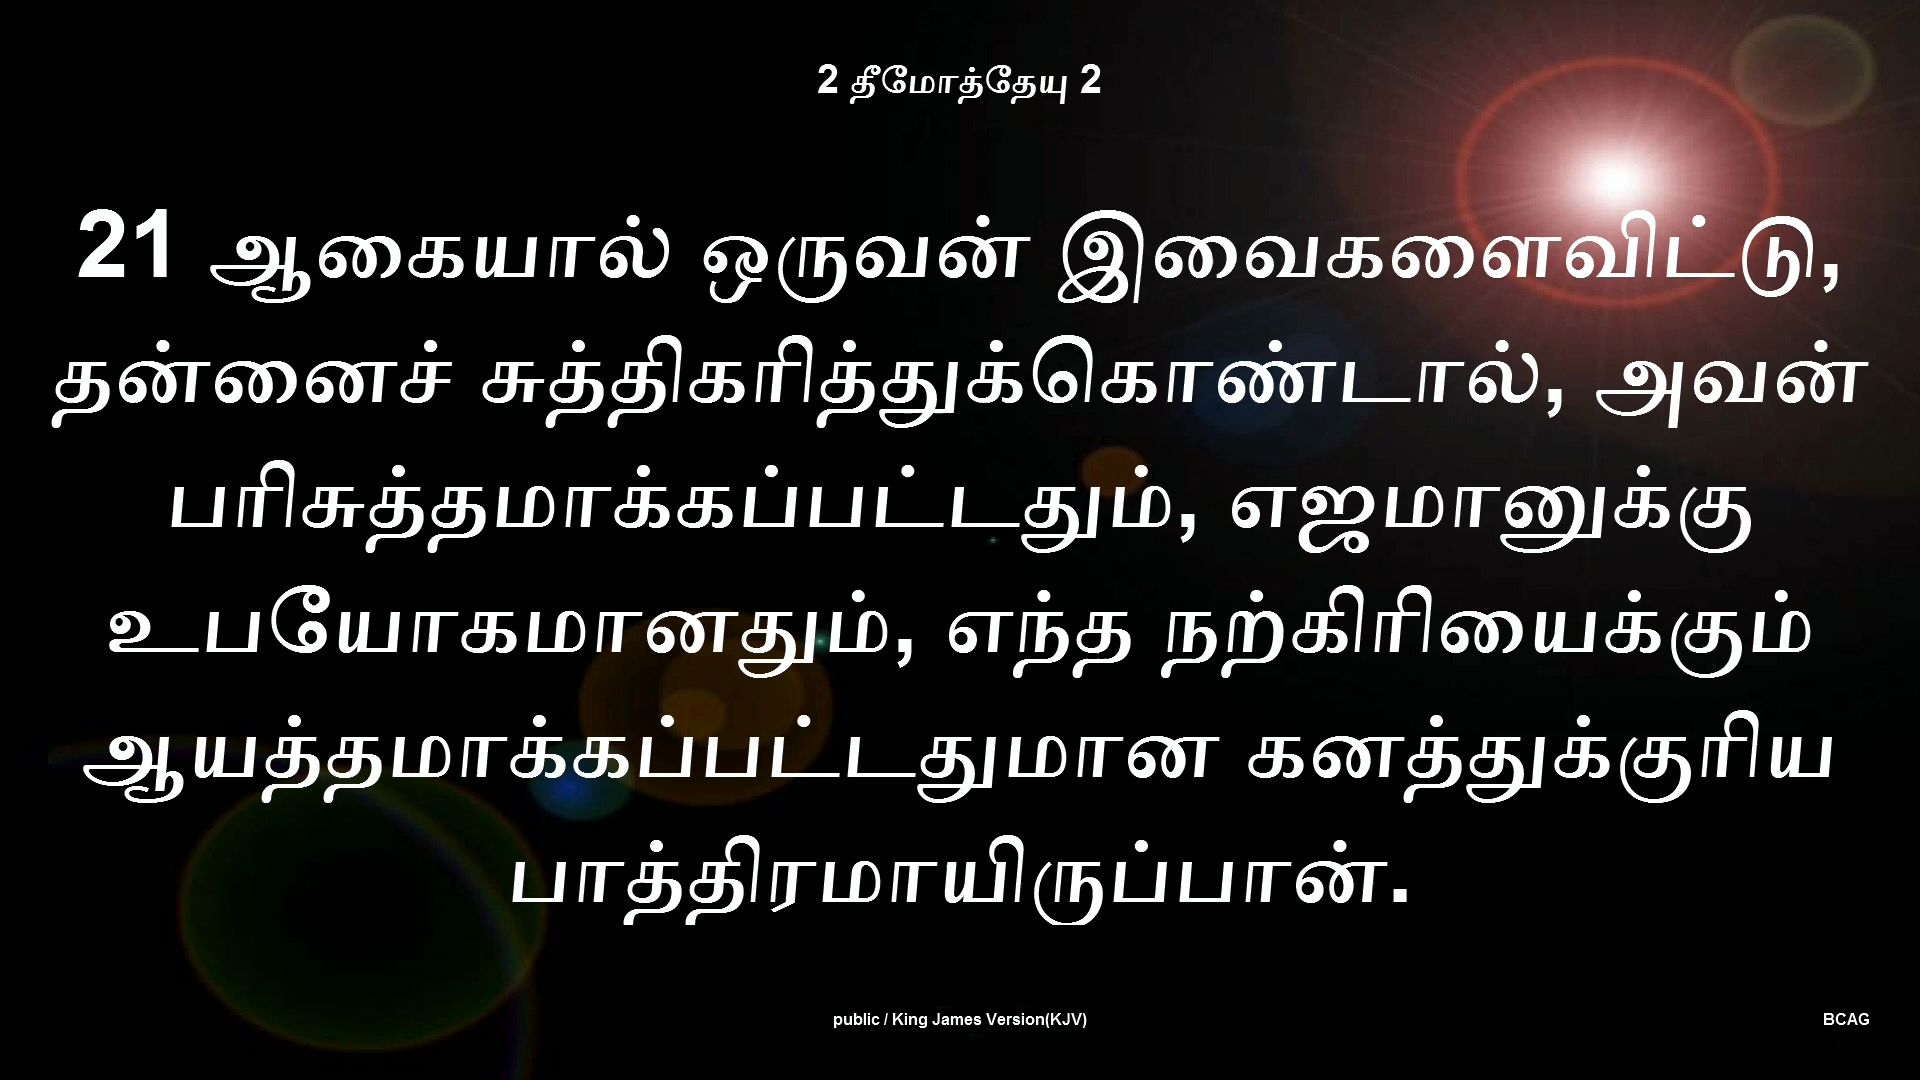 2 தீமோத்தேயு 2
21 ஆகையால் ஒருவன் இவைகளைவிட்டு,
தன்னைச் சுத்திகரித்துக்கொண்டால், அவன்
பரிசுத்தமாக்கப்பட்டதும், எஜமானுக்கு
உபயோகமானதும், எந்த நற்கிரியைக்கும்
ஆயத்தமாக்கப்பட்டதுமான கனத்துக்குரிய
பாத்திரமாயிருப்பான்.
public / King James Version(KJV)
BCAG